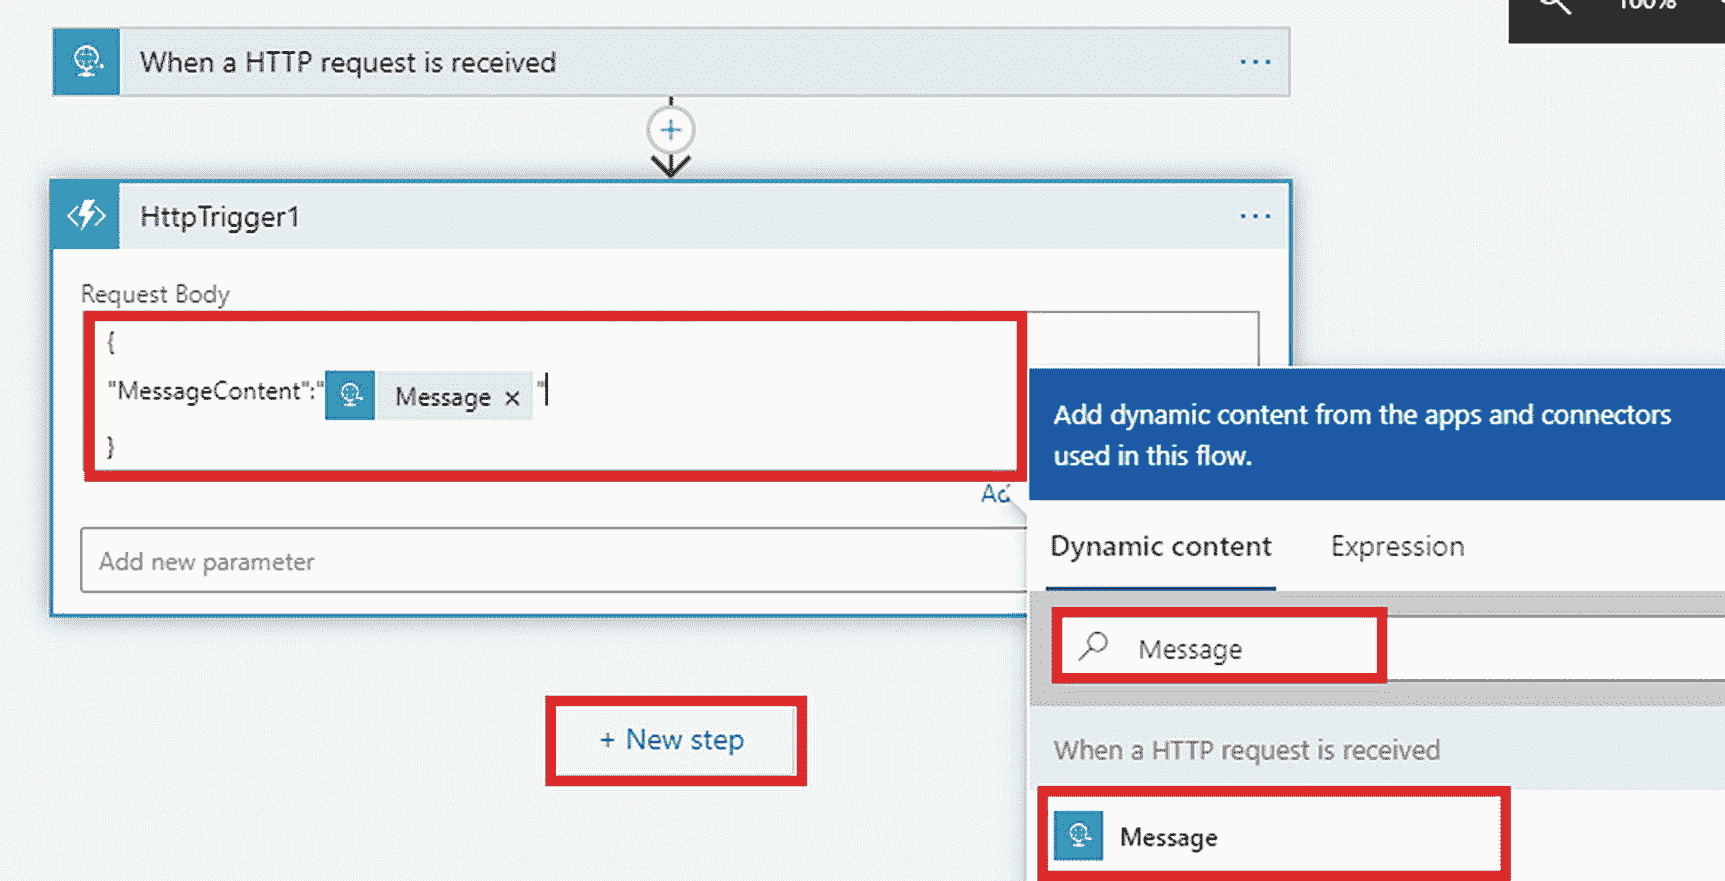 100%
When a HTTP request is received
HttpTrigger1
Request Body
{
"MessageContent":" Message × "
}
Add new parameter
+ New step
Add dynamic content from the apps and connectors
used in this flow.
Dynamic content Expression
Message
When a HTTP request is received
Message